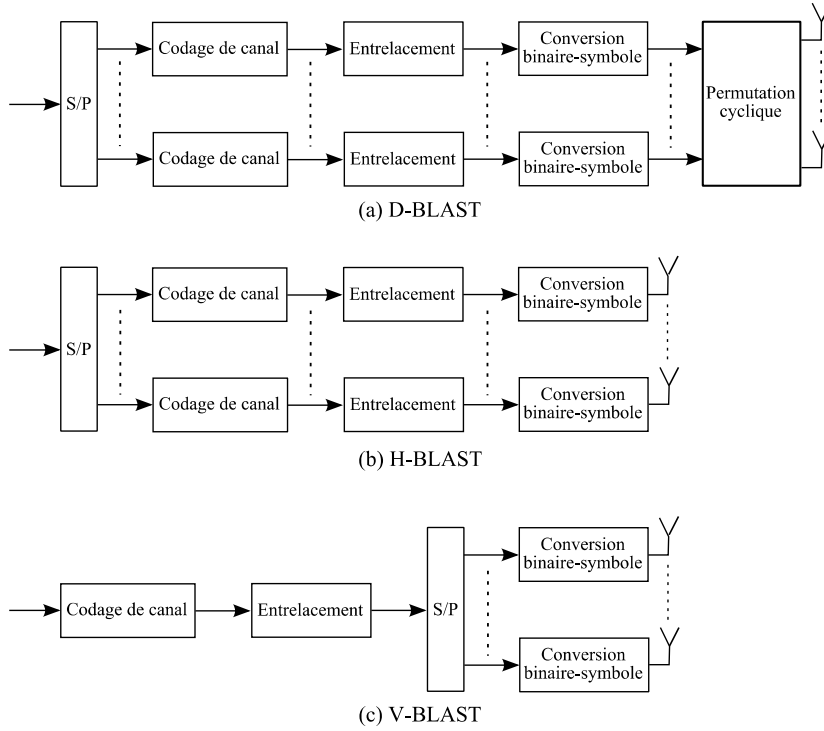 S/P
Codage de canal
Entrelacement
Conversion
binaire-symbole
Permutation
cyclique
Codage de canal
Entrelacement
Conversion
binaire-symbole
(a) D-BLAST
S/P
Codage de canal
Entrelacement
Conversion
binaire-symbole
Codage de canal
Entrelacement
Conversion
binaire-symbole
(b) H-BLAST
Codage de canal
Entrelacement
S/P
Conversion
binaire-symbole
Conversion
binaire-symbole
(c) V-BLAST